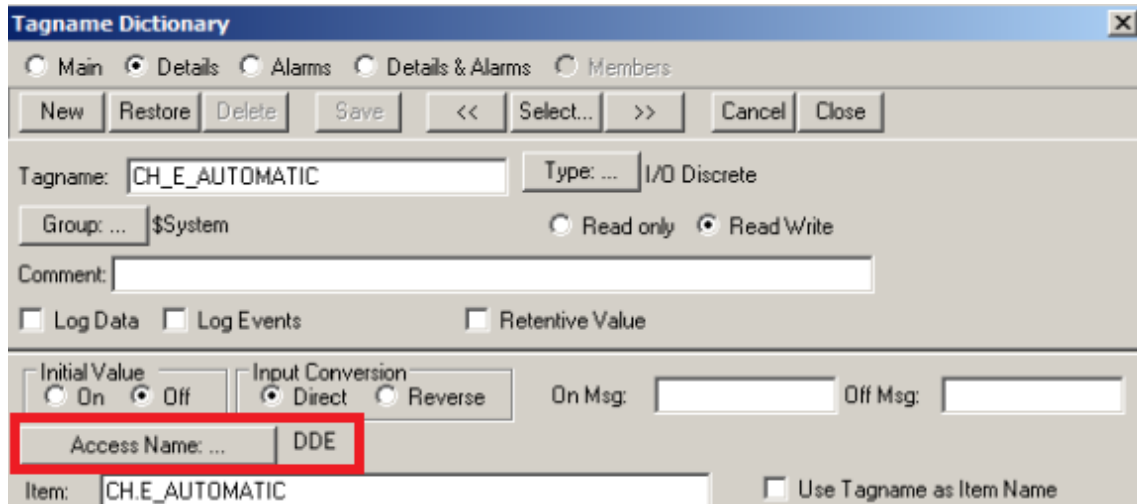 Tagname Dictionary
Main Details Alarms Details & Alarms Members
New Restore Delete Save << Select... >> Cancel Close
Tagname: CH_E_AUTOMATIC Type: ... I/O Discrete
Group: ... $System Read only Read Write
Comment:
Log Data Log Events Retentive Value
Initial Value Input Conversion
On Off Direct Reverse On Msg: Off Msg:
Access Name: ... DDE
Item: CH.E_AUTOMATIC Use Tagname as Item Name